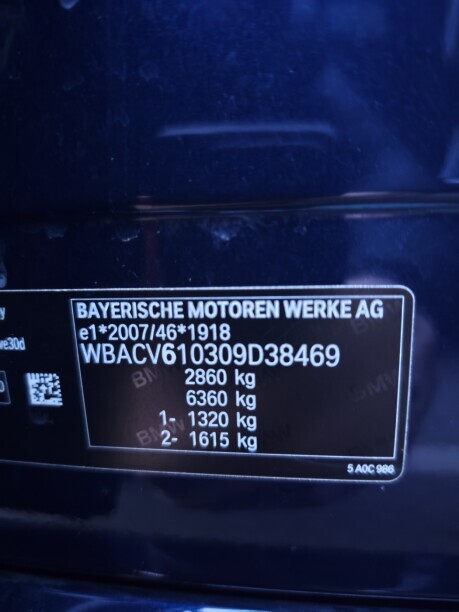 BAYERISCHE MOTOREN WERKE AG
e1*2007/46*1918
WBACV610309D38469
2860 kg
6360 kg
1- 1320 kg
2- 1615 kg
ve30d
5 A0C 986